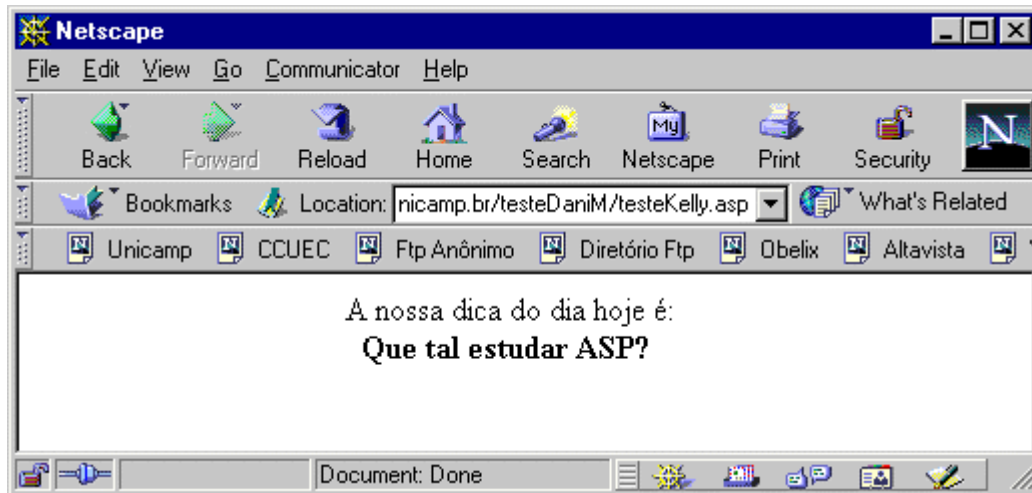 Netscape
File Edit View Go Communicator Help
My N
Back Forward Reload Home Search Netscape Print Security
Bookmarks Location: nicamp.br/testeDaniM/testeKelly.asp What's Related
Unicamp CCUEC Ftp Anônimo Diretório Ftp Obelix Altavista
A nossa dica do dia hoje é:
Que tal estudar ASP?
Document: Done